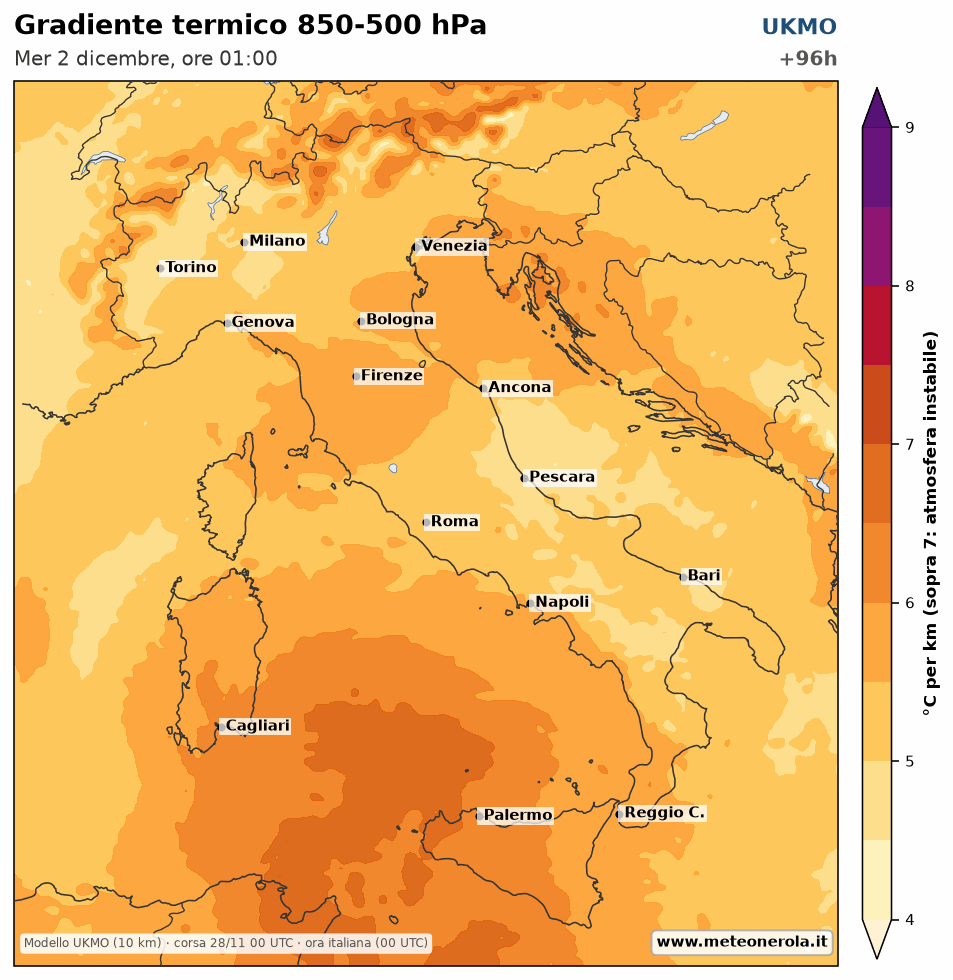 Gradiente termico 850-500 hPa
UKMO
Mer 2 dicembre, ore 01:00
+96h
Milano
Venezia
Torino
Bologna
Genova
Firenze
Ancona
Pescara
Roma
Bari
Napoli
Cagliari
Palermo
Reggio C.
9
8
7
6
5
4
°C per km (sopra 7: atmosfera instabile)
Modello UKMO (10 km) · corsa 28/11 00 UTC · ora italiana (00 UTC)
www.meteonerola.it